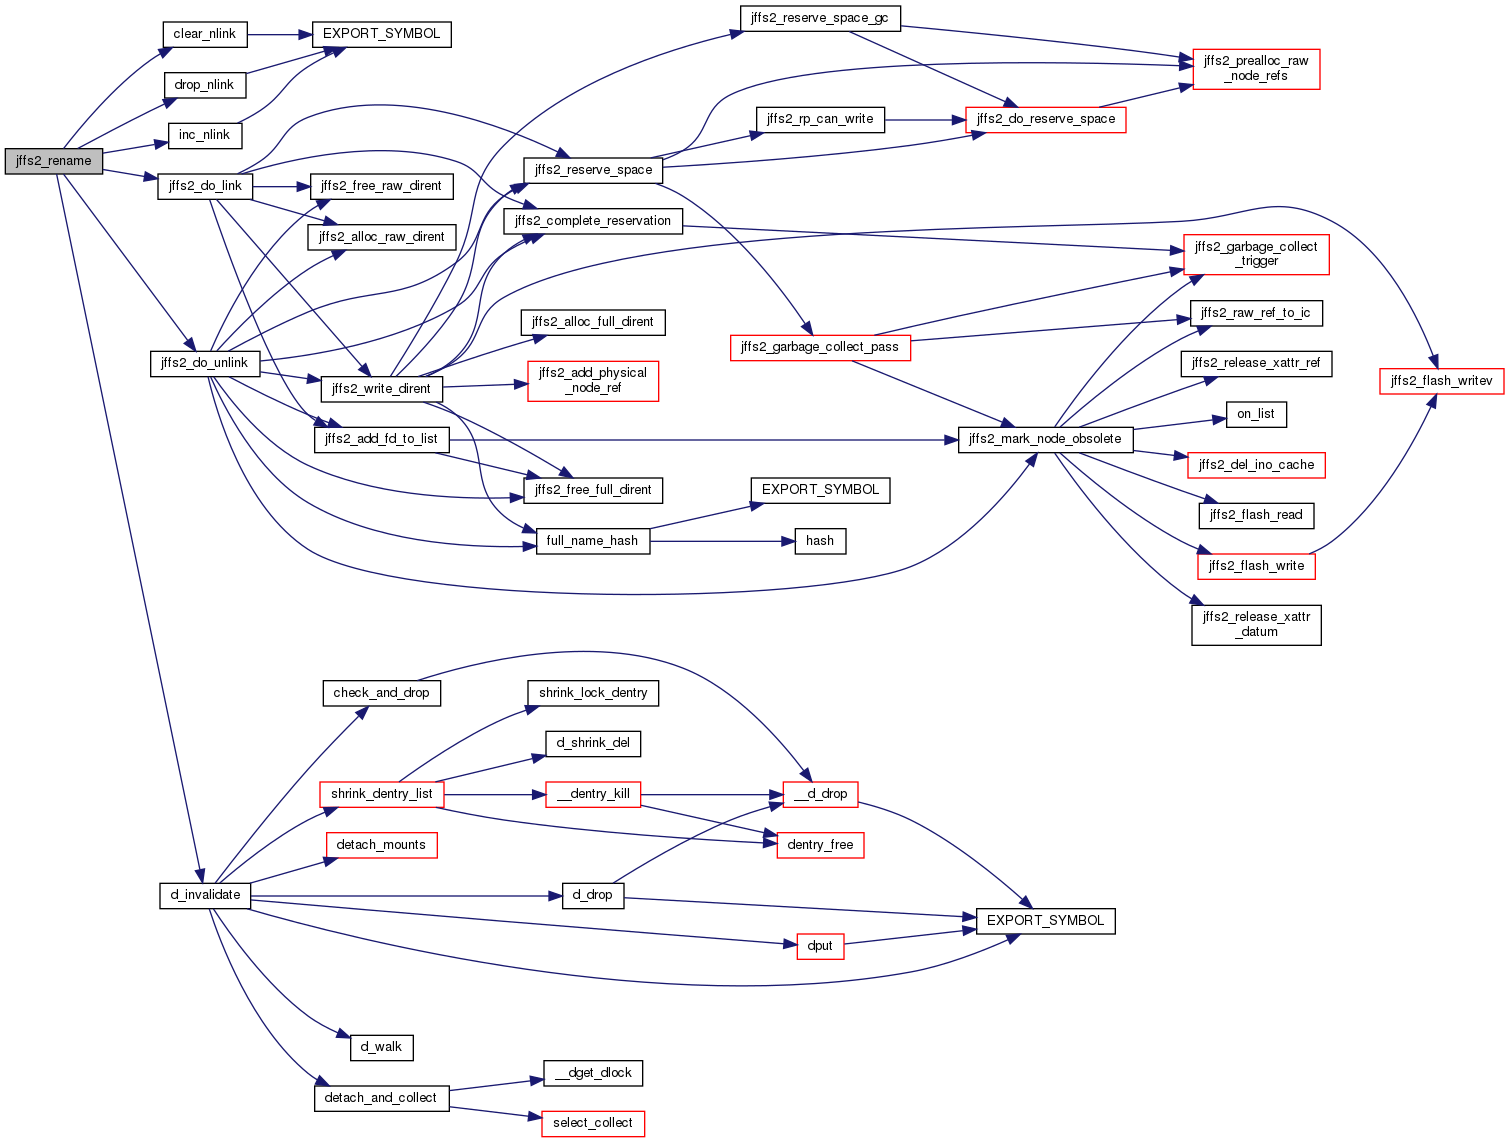 jffs2_rename
clear_nlink
EXPORT_SYMBOL
drop_nlink
inc_nlink
jffs2_do_link
jffs2_free_raw_dirent
jffs2_alloc_raw_dirent
jffs2_do_unlink
jffs2_write_dirent
jffs2_add_fd_to_list
jffs2_reserve_space
jffs2_complete_reservation
jffs2_alloc_full_dirent
jffs2_add_physical
_node_ref
jffs2_free_full_dirent
full_name_hash
EXPORT_SYMBOL
hash
jffs2_reserve_space_gc
jffs2_rp_can_write
jffs2_do_reserve_space
jffs2_prealloc_raw
_node_refs
jffs2_garbage_collect_pass
jffs2_mark_node_obsolete
jffs2_garbage_collect
_trigger
jffs2_raw_ref_to_ic
jffs2_release_xattr_ref
on_list
jffs2_del_ino_cache
jffs2_flash_read
jffs2_flash_write
jffs2_release_xattr
_datum
jffs2_flash_writev
d_invalidate
check_and_drop
shrink_dentry_list
detach_mounts
shrink_lock_dentry
d_shrink_del
__dentry_kill
__d_drop
dentry_free
d_drop
dput
EXPORT_SYMBOL
d_walk
detach_and_collect
__dget_dlock
select_collect